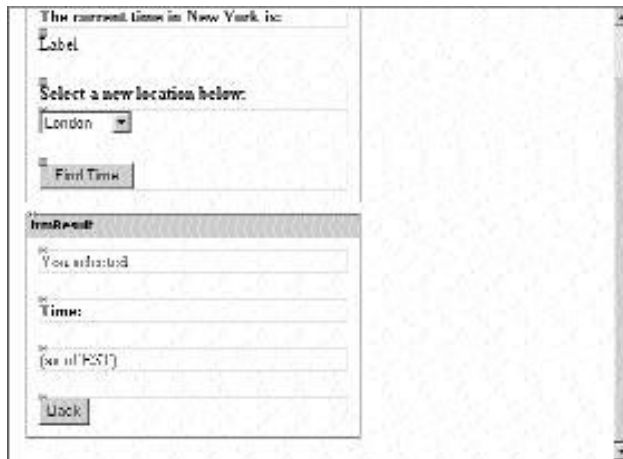 The current time in New York is:
Label
Select a new location below:
London
Find Time
frmResult
You selected
Time:
(as of EST)
Back